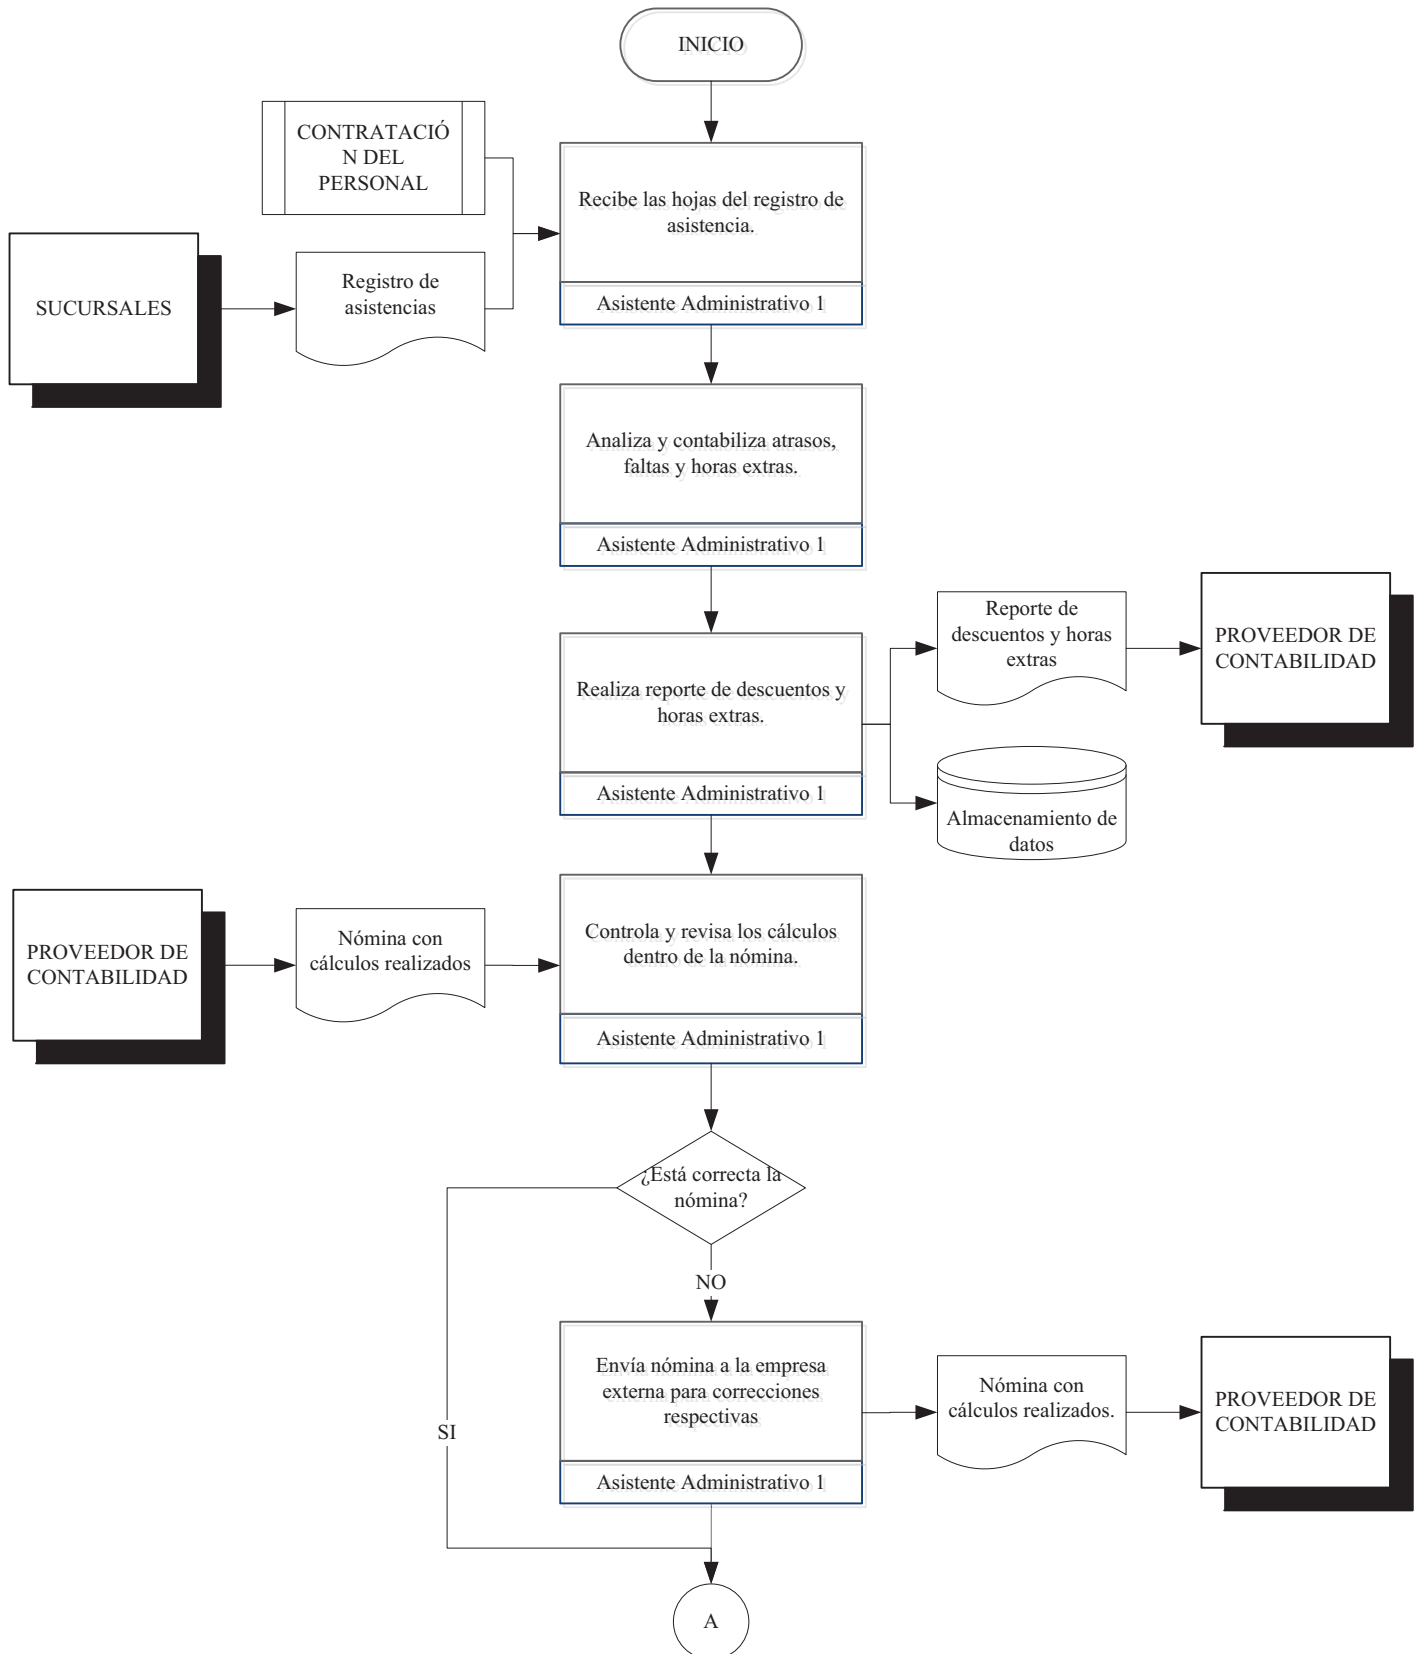 INICIO
CONTRATACIÓ
N DEL
PERSONAL
Recibe las hojas del registro de
asistencia.
Asistente Administrativo 1
SUCURSALES
Registro de
asistencias
Analiza y contabiliza atrasos,
faltas y horas extras.
Asistente Administrativo 1
Realiza reporte de descuentos y
horas extras.
Asistente Administrativo 1
Reporte de
descuentos y horas
extras
PROVEEDOR DE
CONTABILIDAD
Almacenamiento de
datos
PROVEEDOR DE
CONTABILIDAD
Nómina con
cálculos realizados
Controla y revisa los cálculos
dentro de la nómina.
Asistente Administrativo 1
¿Está correcta la
nómina?
NO
SI
Envía nómina a la empresa
externa para correcciones
respectivas
Asistente Administrativo 1
Nómina con
cálculos realizados.
PROVEEDOR DE
CONTABILIDAD
A